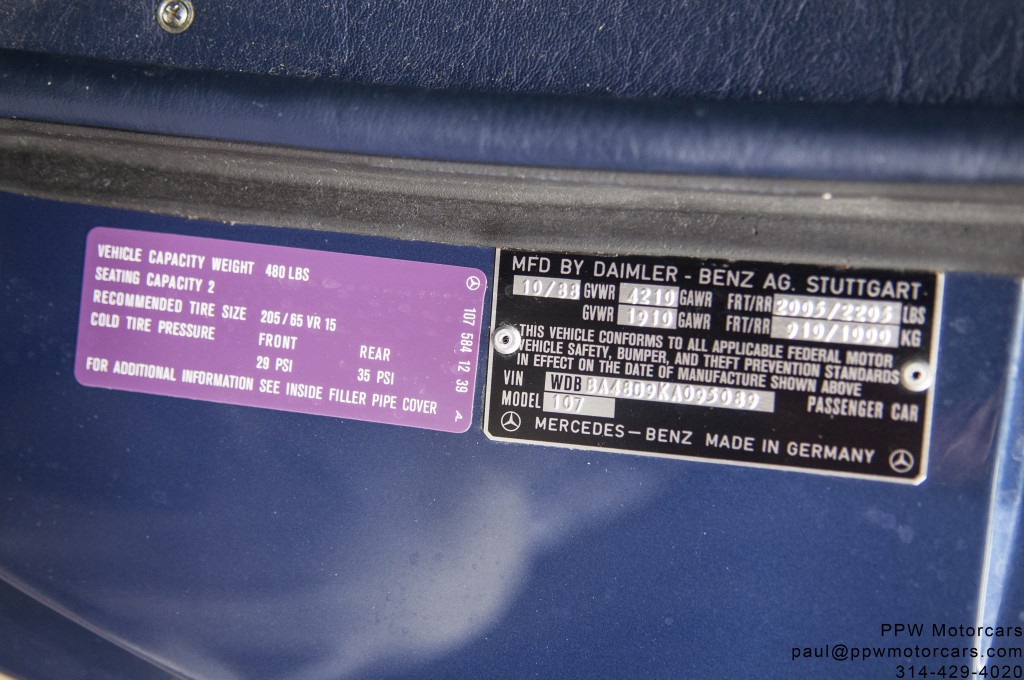 VEHICLE CAPACITY WEIGHT 480 LBS
SEATING CAPACITY 2
RECOMMENDED TIRE SIZE 205/65 VR 15
COLD TIRE PRESSURE FRONT REAR
29 PSI 35 PSI
FOR ADDITIONAL INFORMATION SEE INSIDE FILLER PIPE COVER
107 584 12 39 A
MFD BY DAIMLER - BENZ AG. STUTTGART
10/88 GVWR 4210 GAWR FRT/RR 2005/2205 LBS
GVWR 1910 GAWR FRT/RR 910/1000 KG
THIS VEHICLE CONFORMS TO ALL APPLICABLE FEDERAL MOTOR
VEHICLE SAFETY, BUMPER, AND THEFT PREVENTION STANDARDS
IN EFFECT ON THE DATE OF MANUFACTURE SHOWN ABOVE
VIN WDBBA48D9KA095089
MODEL 107 PASSENGER CAR
MERCEDES-BENZ MADE IN GERMANY
PPW Motorcars
paul@ppwmotorcars.com
314-429-4020